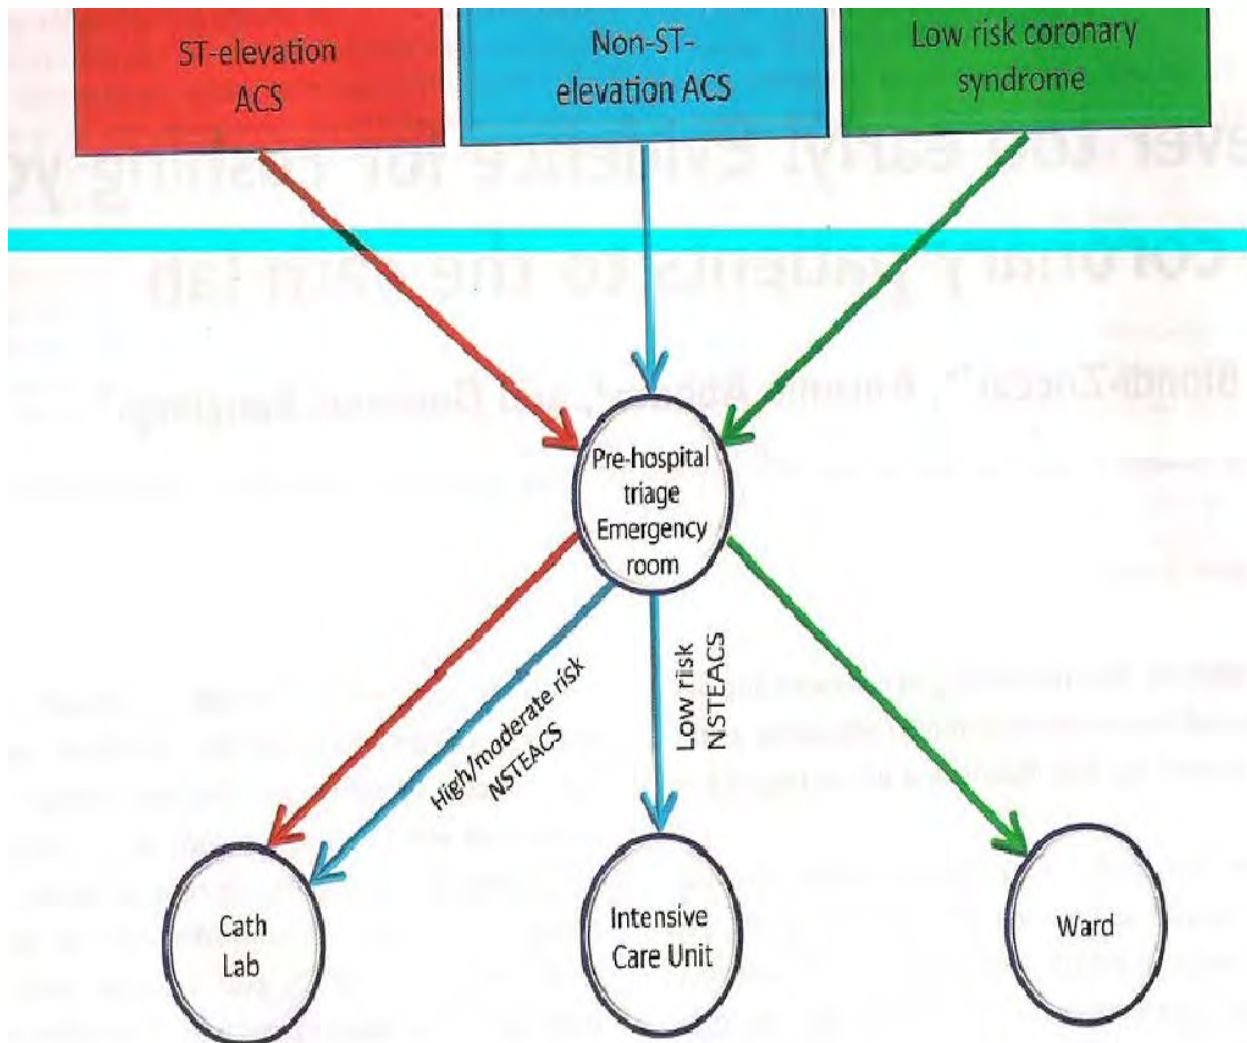 ST-elevation
ACS
Non-ST-
elevation ACS
Low risk coronary
syndrome
Pre-hospital
triage
Emergency
room
High/moderate risk
NSTEACS
Low risk
NSTEACS
Cath
Lab
Intensive
Care Unit
Ward